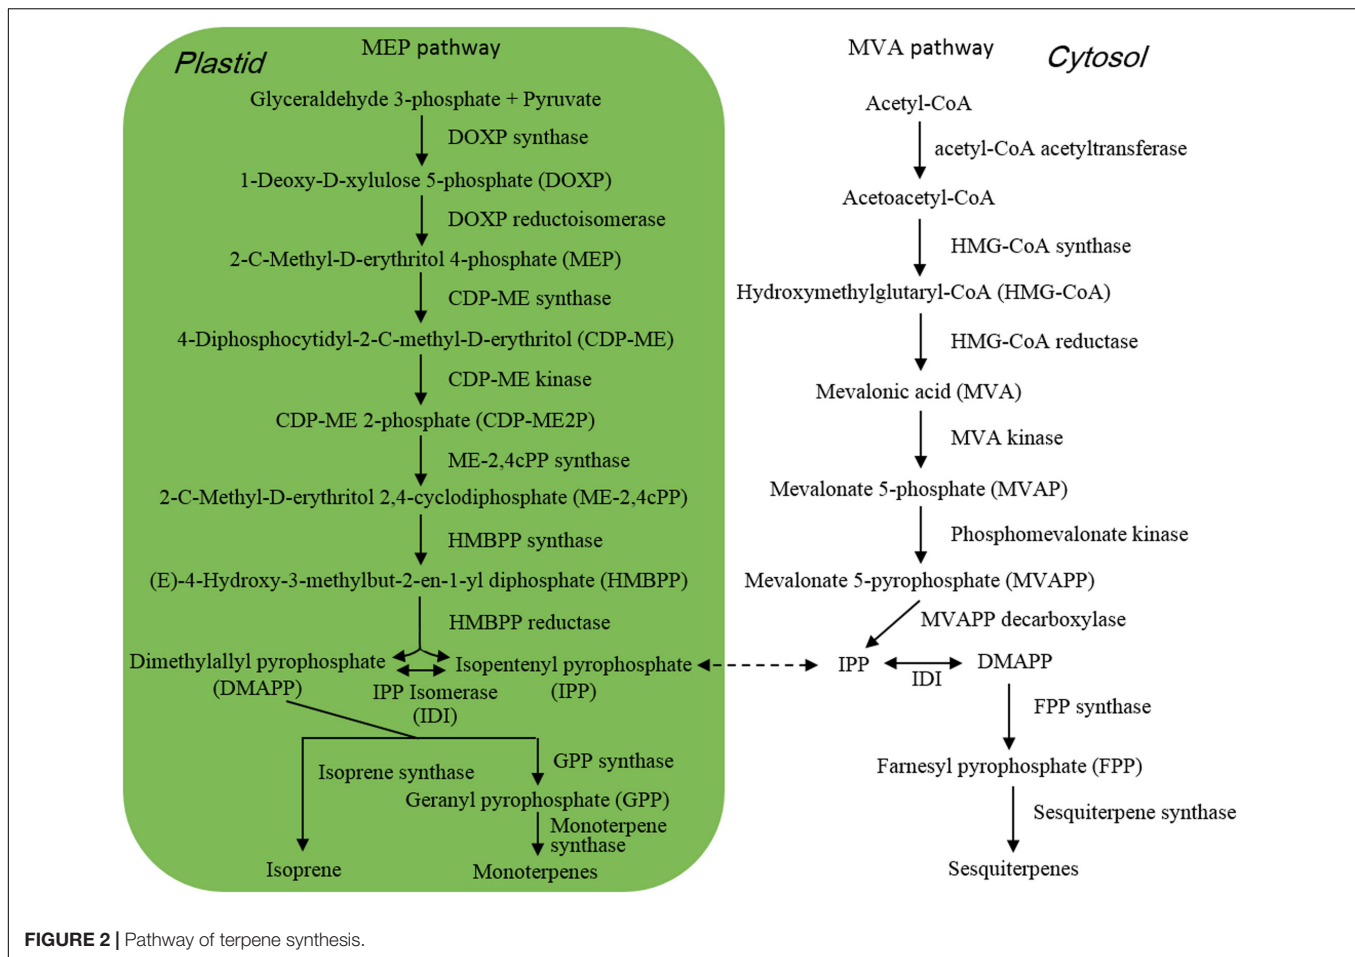 Plastid
MEP pathway
Glyceraldehyde 3-phosphate + Pyruvate
DOXP synthase
1-Deoxy-D-xylulose 5-phosphate (DOXP)
DOXP reductoisomerase
2-C-Methyl-D-erythritol 4-phosphate (MEP)
CDP-ME synthase
4-Diphosphocytidyl-2-C-methyl-D-erythritol (CDP-ME)
CDP-ME kinase
CDP-ME 2-phosphate (CDP-ME2P)
ME-2,4cPP synthase
2-C-Methyl-D-erythritol 2,4-cyclodiphosphate (ME-2,4cPP)
HMBPP synthase
(E)-4-Hydroxy-3-methylbut-2-en-1-yl diphosphate (HMBPP)
HMBPP reductase
Dimethylallyl pyrophosphate
(DMAPP)
IPP Isomerase
(IDI)
Isopentenyl pyrophosphate
(IPP)
Isoprene synthase
GPP synthase
Geranyl pyrophosphate (GPP)
Monoterpene
synthase
Isoprene
Monoterpenes
MVA pathway
Cytosol
Acetyl-CoA
acetyl-CoA acetyltransferase
Acetoacetyl-CoA
HMG-CoA synthase
Hydroxymethylglutaryl-CoA (HMG-CoA)
HMG-CoA reductase
Mevalonic acid (MVA)
MVA kinase
Mevalonate 5-phosphate (MVAP)
Phosphomevalonate kinase
Mevalonate 5-pyrophosphate (MVAPP)
MVAPP decarboxylase
IPP
IDI
DMAPP
FPP synthase
Farnesyl pyrophosphate (FPP)
Sesquiterpene synthase
Sesquiterpenes
FIGURE 2 | Pathway of terpene synthesis.